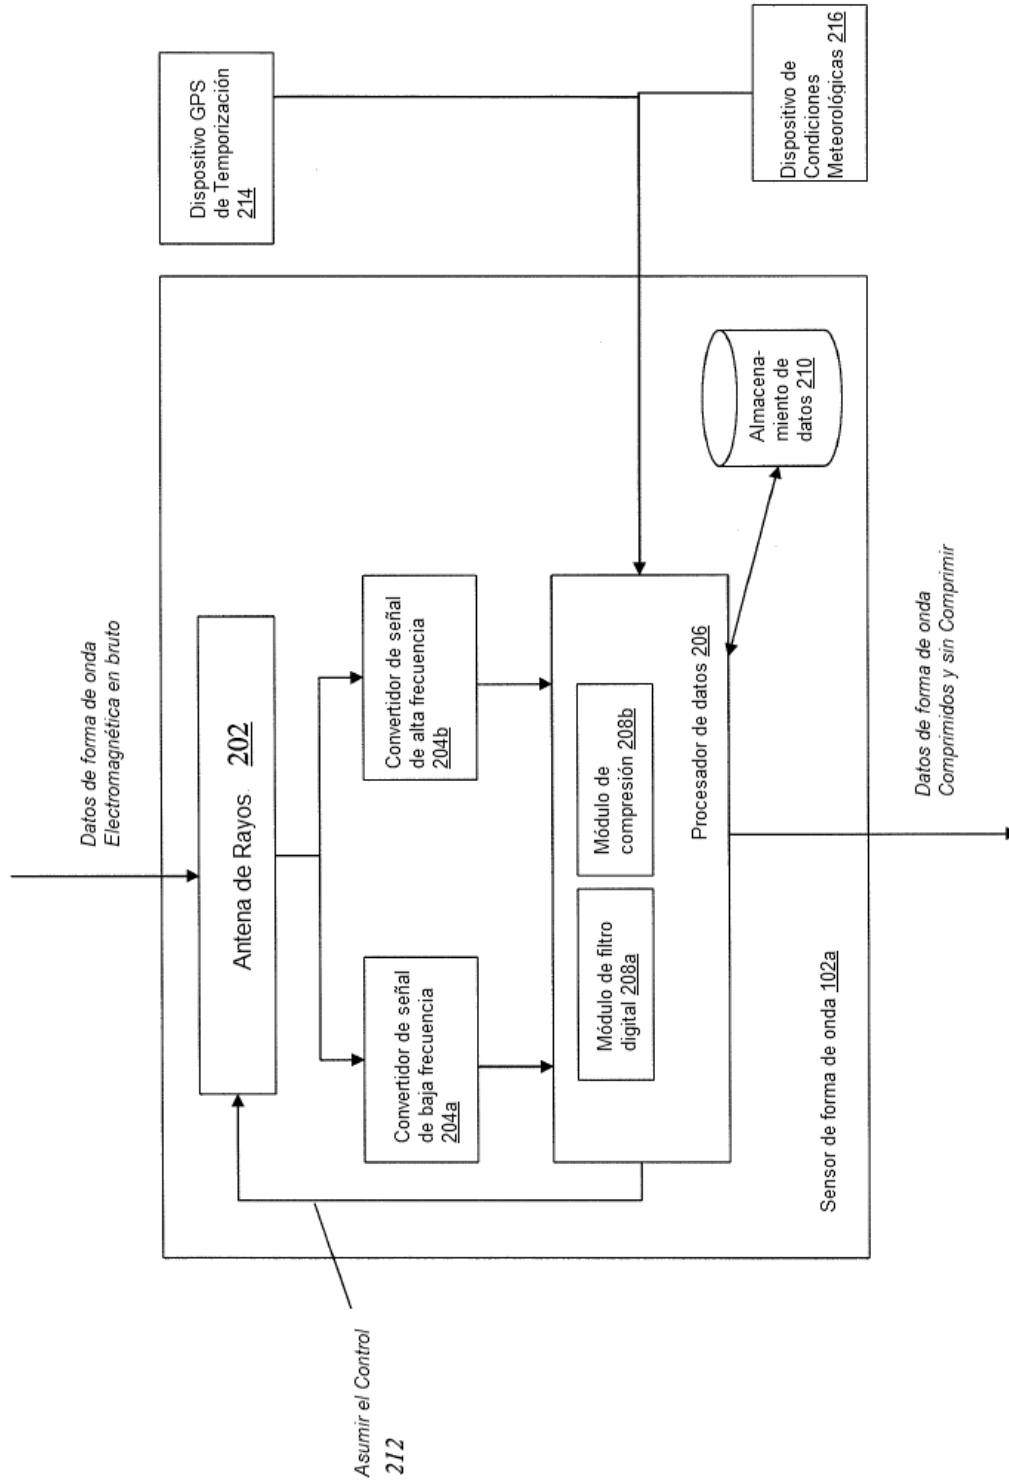 Datos de forma de onda
Electromagnética en bruto
Antena de Rayos 202
Dispositivo GPS
de Temporización
214
Convertidor de señal
de baja frecuencia
204a
Convertidor de señal
de alta frecuencia
204b
Asumir el Control
212
Módulo de filtro
digital 208a
Módulo de
compresión 208b
Procesador de datos 206
Almacena-
miento de
datos 210
Dispositivo de
Condiciones
Meteorológicas 216
Sensor de forma de onda 102a
Datos de forma de onda
Comprimidos y sin Comprimir